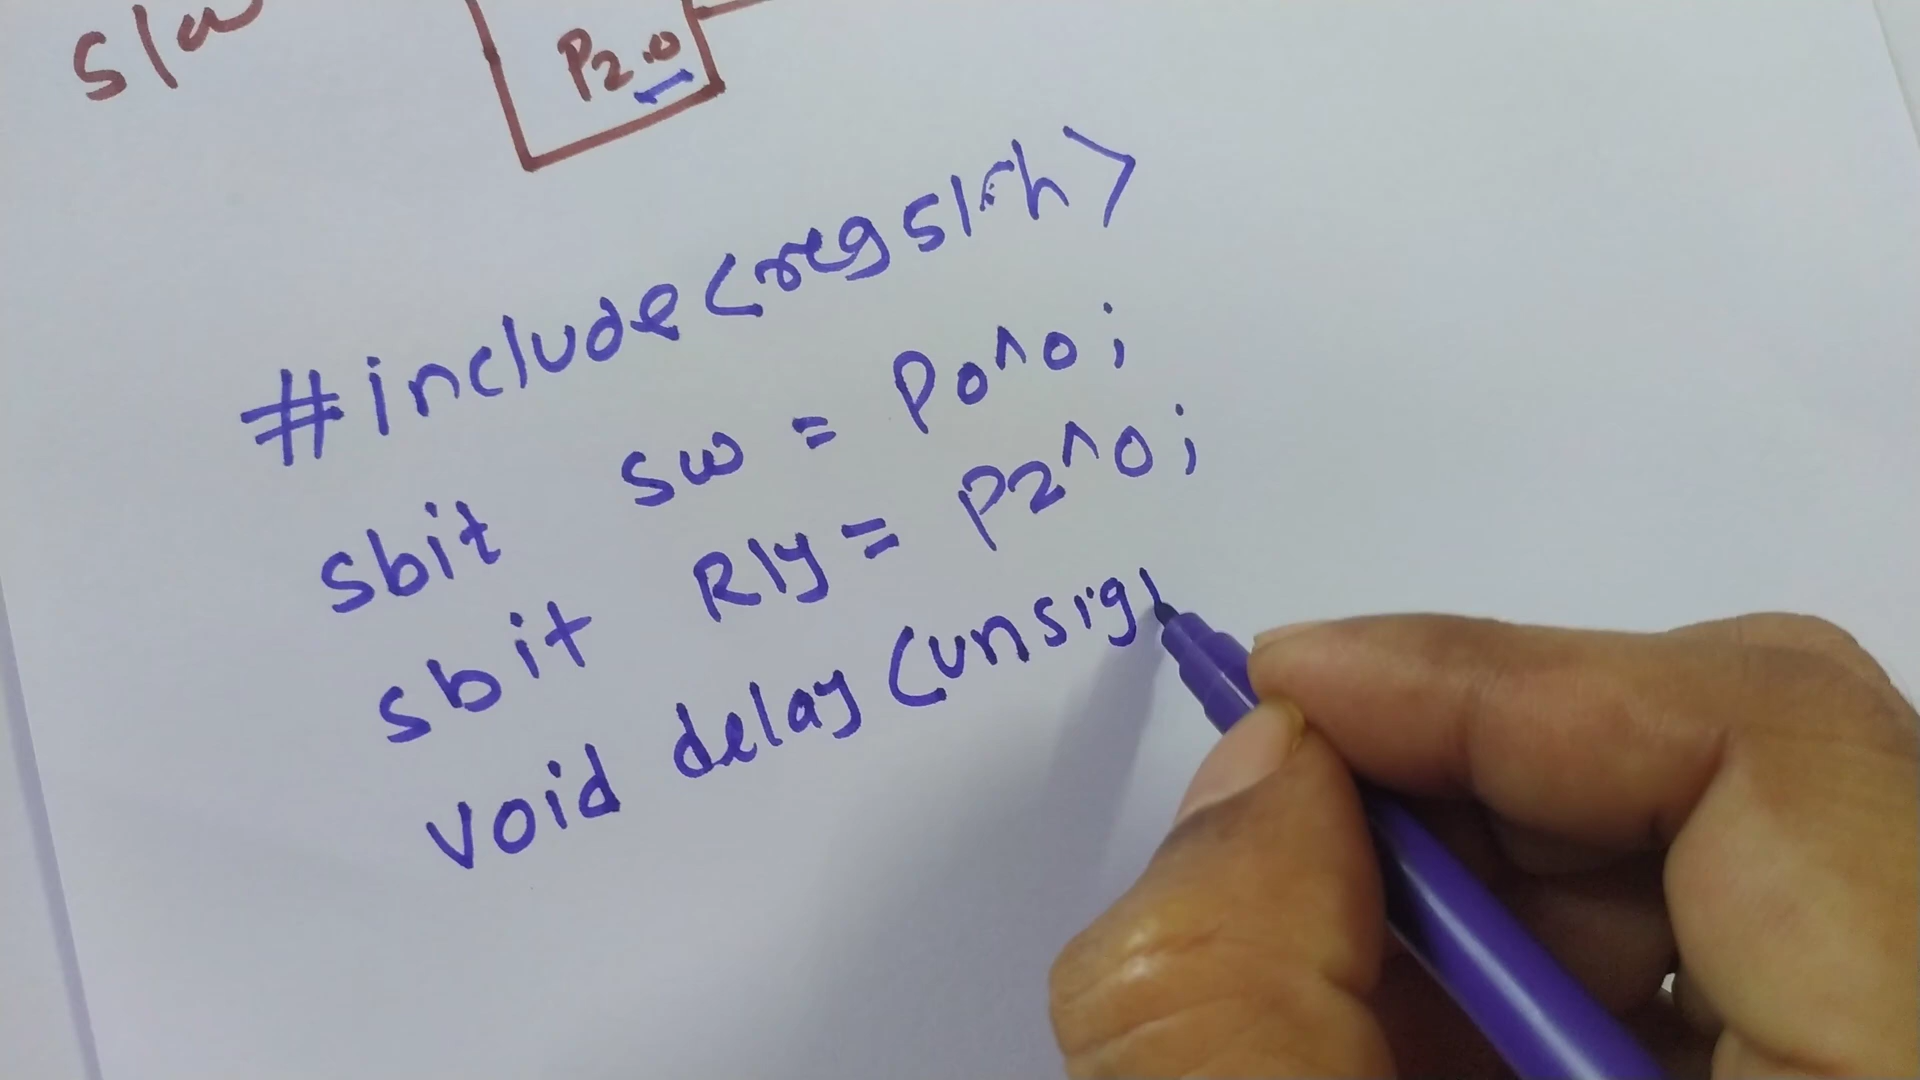 P2.0
#include<reg51.h>
sbit sw = P0^0;
sbit Rly = P2^0;
void delay (unsig